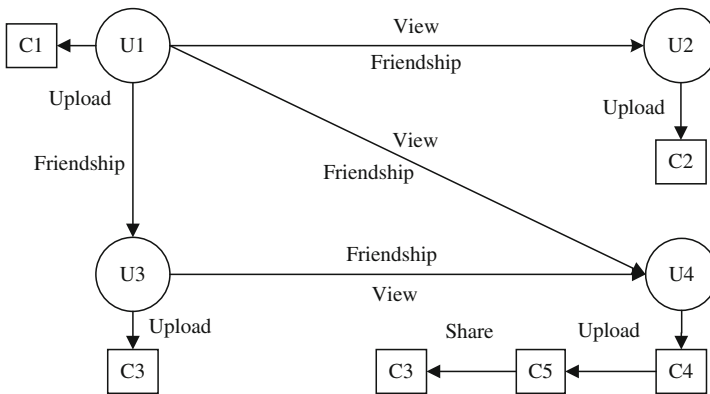 View
C1
U1
U2
Friendship
Upload
Upload
View
C2
Friendship
Friendship
Friendship
U3
U4
View
Upload
Share
Upload
C3
C3
C5
C4